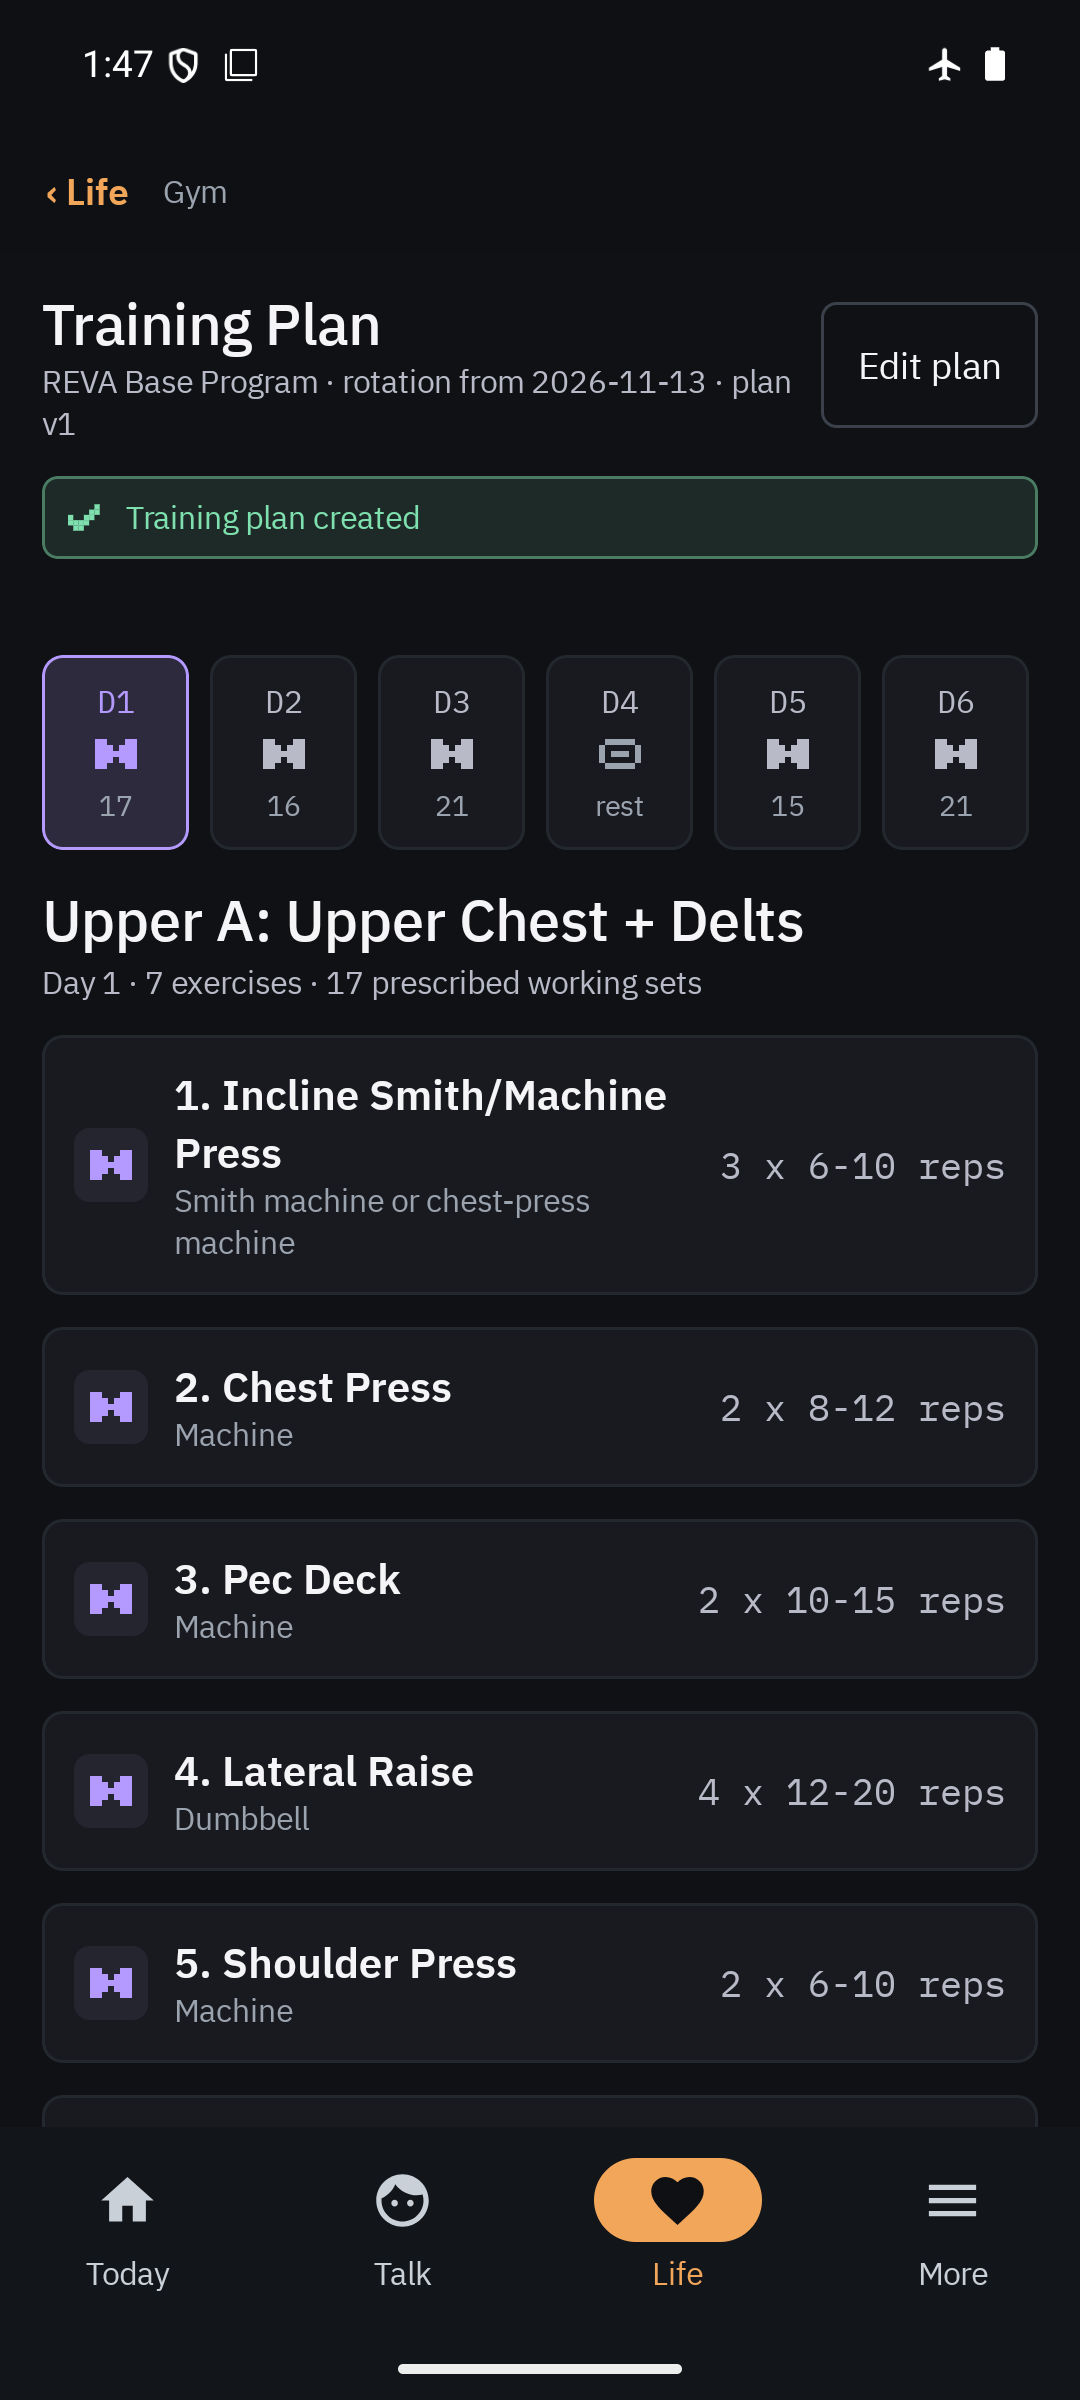 1:47
‹ Life Gym
Training Plan
REVA Base Program · rotation from 2026-11-13 · plan
v1
Edit plan
Training plan created
D1 D2 D3 D4 D5 D6
17 16 21 rest 15 21
Upper A: Upper Chest + Delts
Day 1 · 7 exercises · 17 prescribed working sets
1. Incline Smith/Machine
Press
Smith machine or chest-press
machine
3 x 6-10 reps
2. Chest Press
Machine
2 x 8-12 reps
3. Pec Deck
Machine
2 x 10-15 reps
4. Lateral Raise
Dumbbell
4 x 12-20 reps
5. Shoulder Press
Machine
2 x 6-10 reps
Today Talk Life More